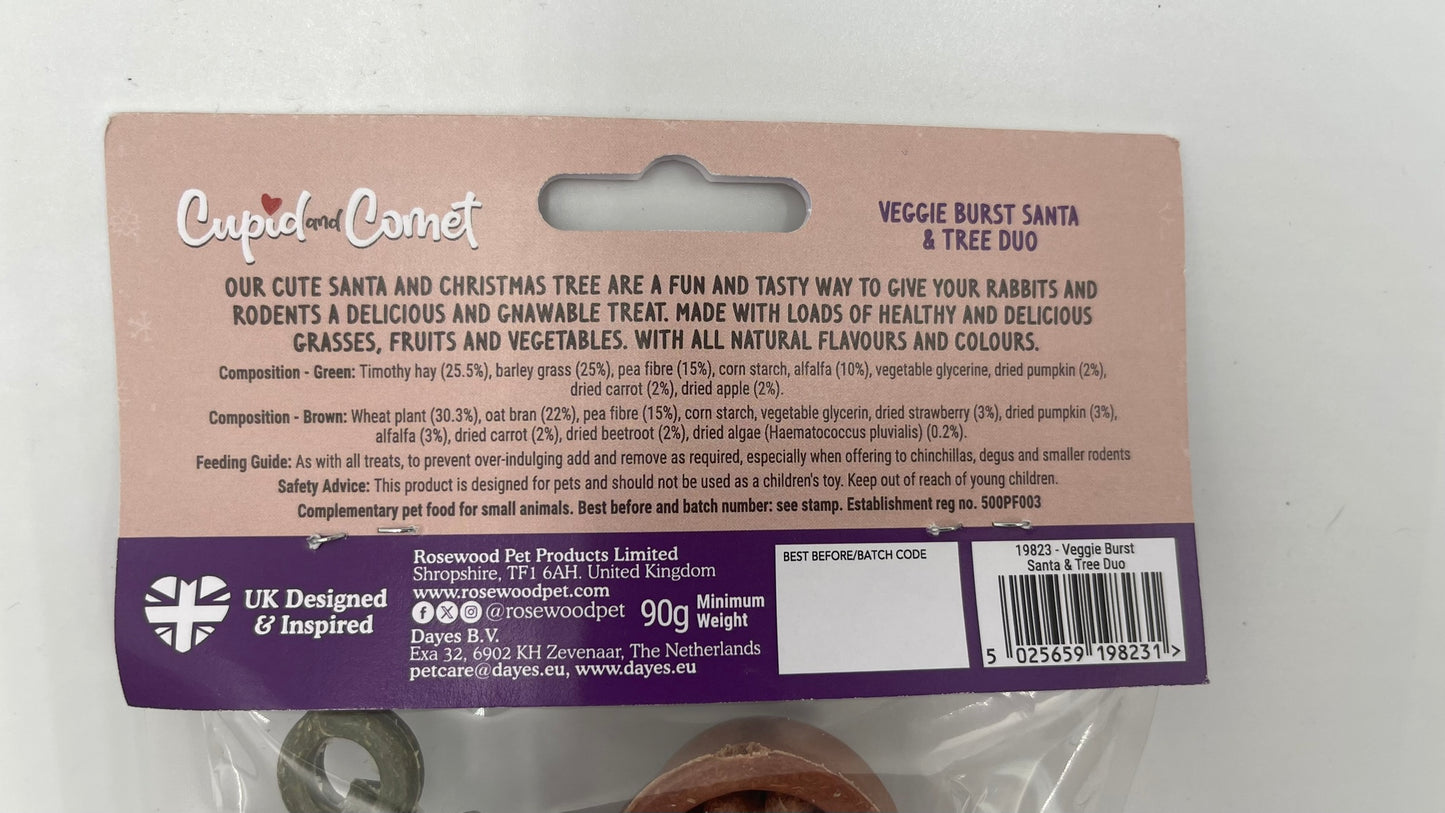 Cupid and Comet
VEGGIE BURST SANTA
& TREE DUO
OUR CUTE SANTA AND CHRISTMAS TREE ARE A FUN AND TASTY WAY TO GIVE YOUR RABBITS AND
RODENTS A DELICIOUS AND GNAWABLE TREAT. MADE WITH LOADS OF HEALTHY AND DELICIOUS
GRASSES, FRUITS AND VEGETABLES. WITH ALL NATURAL FLAVOURS AND COLOURS.
Composition - Green: Timothy hay (25.5%), barley grass (25%), pea fibre (15%), corn starch, alfalfa (10%), vegetable glycerine, dried pumpkin (2%),
dried carrot (2%), dried apple (2%).
Composition - Brown: Wheat plant (30.3%), oat bran (22%), pea fibre (15%), corn starch, vegetable glycerin, dried strawberry (3%), dried pumpkin (3%),
alfalfa (3%), dried carrot (2%), dried beetroot (2%), dried algae (Haematococcus pluvialis) (0.2%).
Feeding Guide: As with all treats, to prevent over-indulging add and remove as required, especially when offering to chinchillas, degus and smaller rodents
Safety Advice: This product is designed for pets and should not be used as a children's toy. Keep out of reach of young children.
Complementary pet food for small animals. Best before and batch number: see stamp. Establishment reg no. 500PF003
UK Designed
& Inspired
Rosewood Pet Products Limited
Shropshire, TF1 6AH. United Kingdom
www.rosewoodpet.com
@rosewoodpet
Dayes B.V.
Exa 32, 6902 KH Zevenaar, The Netherlands
petcare@dayes.eu, www.dayes.eu
90g Minimum
Weight
BEST BEFORE/BATCH CODE
19823 - Veggie Burst
Santa & Tree Duo
5 025659 198231 >